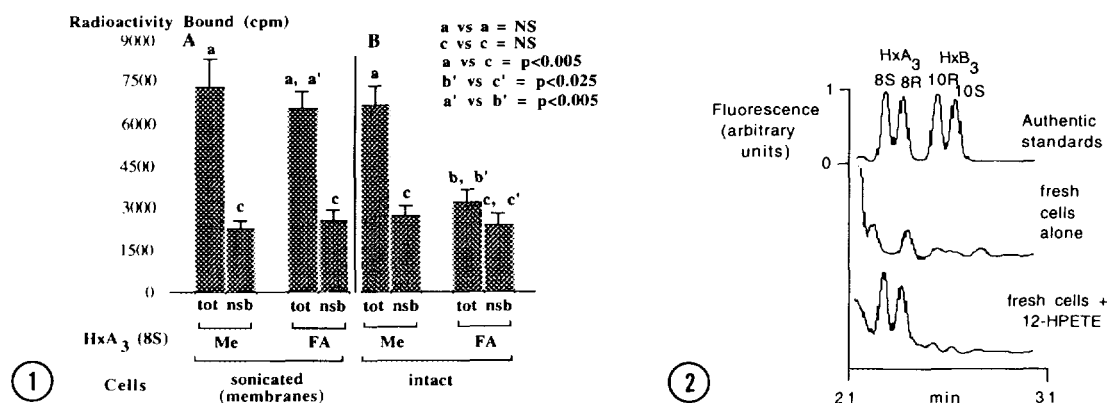 Radioactivity Bound (cpm)
9000
7500
6000
4500
3000
1500
0
A
B
a
c
a, a'
c
a
c
b, b'
c, c'
a vs a = NS
c vs c = NS
a vs c = p<0.005
b' vs c' = p<0.025
a' vs b' = p<0.005
tot nsb tot nsb tot nsb tot nsb
HxA3 (8S) Me FA Me FA
Cells sonicated intact
(membranes)
1
HxA3 HxB3
8S 8R 10R 10S
Fluorescence
(arbitrary
units)
1
0
Authentic
standards
fresh
cells
alone
fresh cells +
12-HPETE
21 min 31
2